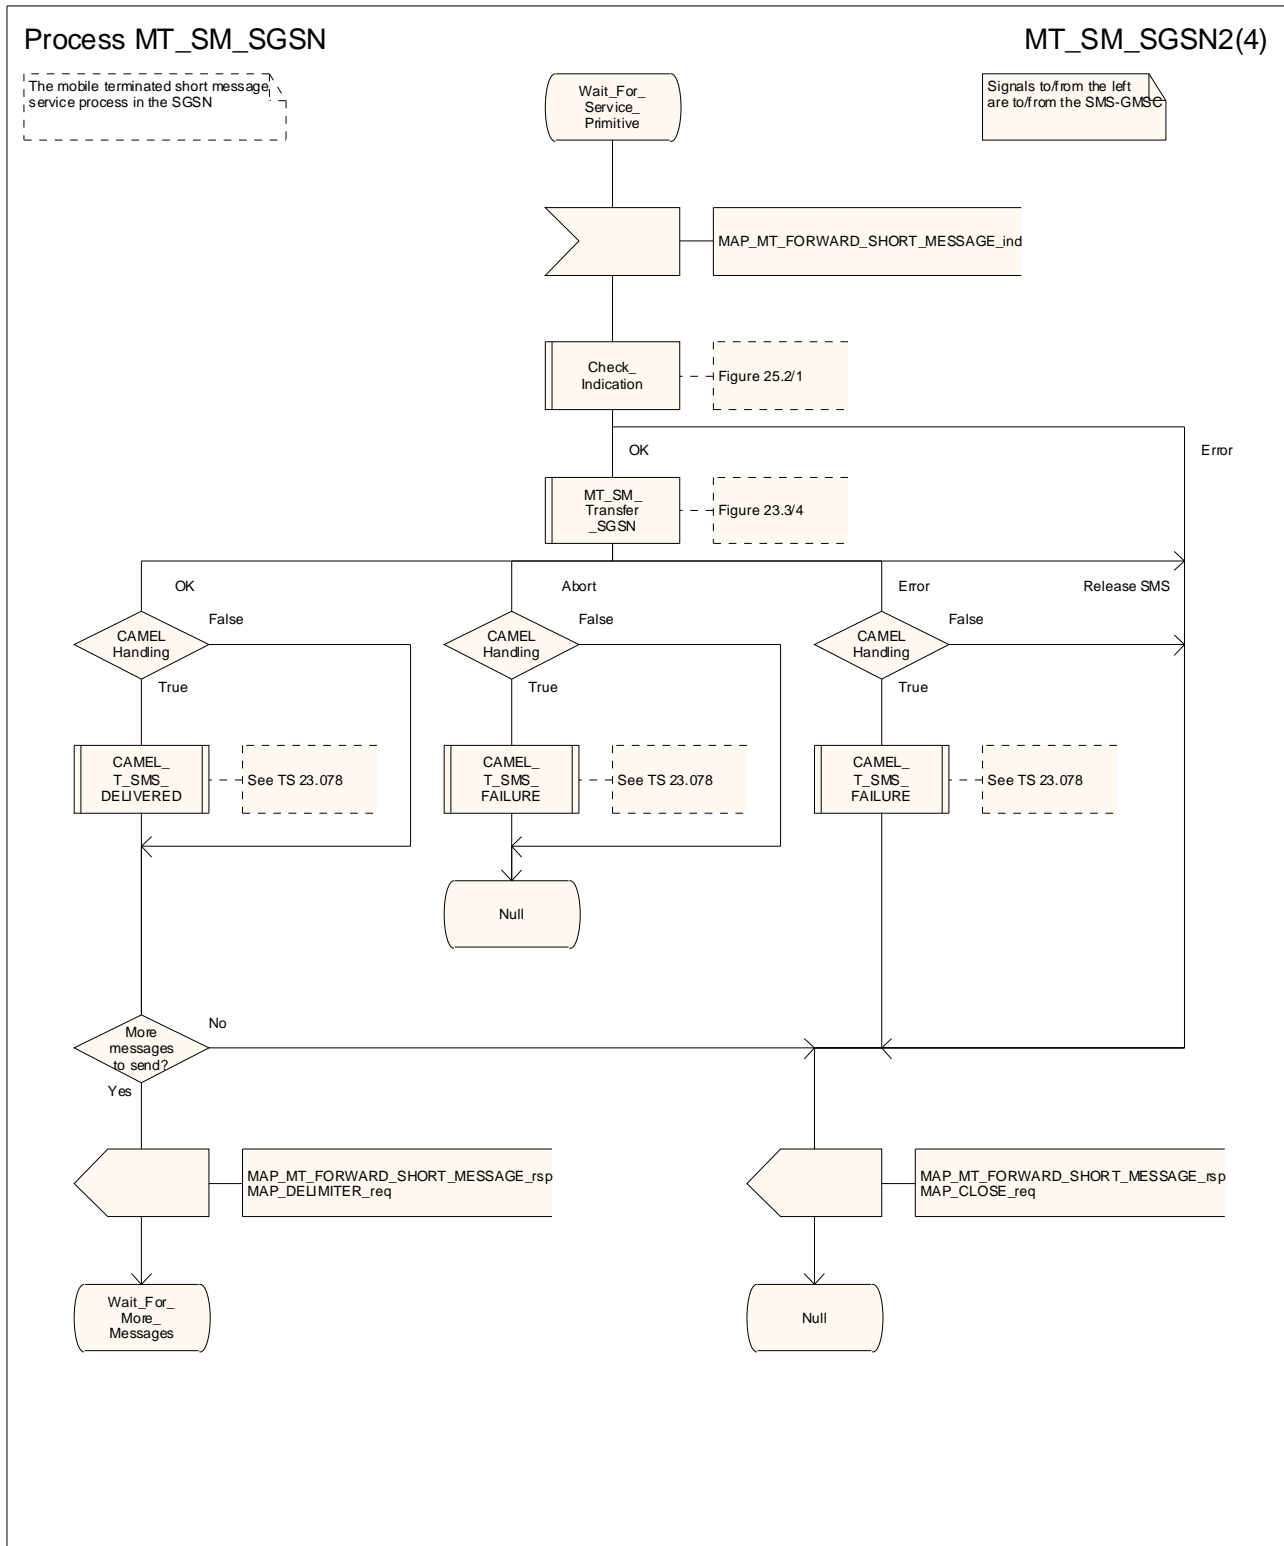 Process MT_SM_SGSN
MT_SM_SGSN2(4)
The mobile terminated short message
service process in the SGSN
Wait_For_
Service_
Primitive
Signals to/from the left
are to/from the SMS-GMSC
MAP_MT_FORWARD_SHORT_MESSAGE_ind
Check_
Indication
Figure 25.2/1
OK
Error
MT_SM_
Transfer
_SGSN
Figure 23.3/4
OK
Abort
Error
Release SMS
CAMEL
Handling
False
CAMEL
Handling
False
CAMEL
Handling
False
True
True
True
CAMEL_
T_SMS_
DELIVERED
See TS 23.078
CAMEL_
T_SMS_
FAILURE
See TS 23.078
CAMEL_
T_SMS_
FAILURE
See TS 23.078
Null
More
messages
to send?
No
Yes
MAP_MT_FORWARD_SHORT_MESSAGE_rsp
MAP_DELIMITER_req
MAP_MT_FORWARD_SHORT_MESSAGE_rsp
MAP_CLOSE_req
Wait_For_
More_
Messages
Null